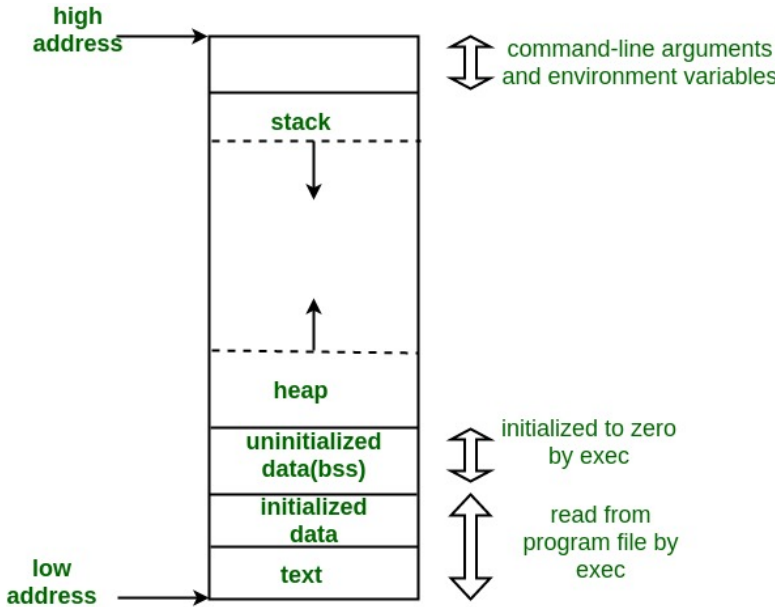 high
address
command-line arguments
and environment variables
stack
heap
uninitialized
data(bss)
initialized to zero
by exec
initialized
data
read from
program file by
exec
text
low
address